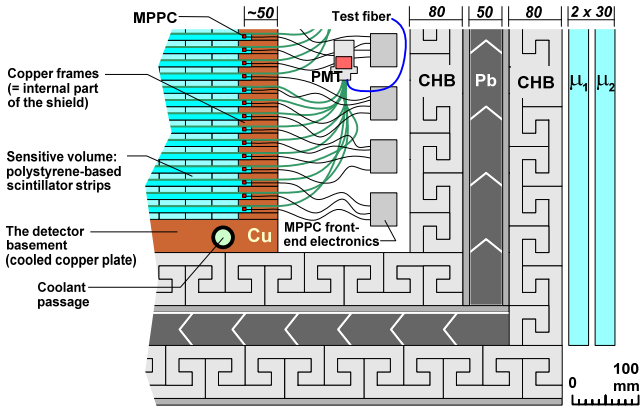 MPPC
~50
Test fiber
80
50
80
2 x 30
Copper frames
(= internal part
of the shield)
PMT
CHB
Pb
CHB
μ1
μ2
Sensitive volume:
polystyrene-based
scintillator strips
The detector
basement
(cooled copper plate)
Cu
MPPC front-
end electronics
Coolant
passage
0
100
mm